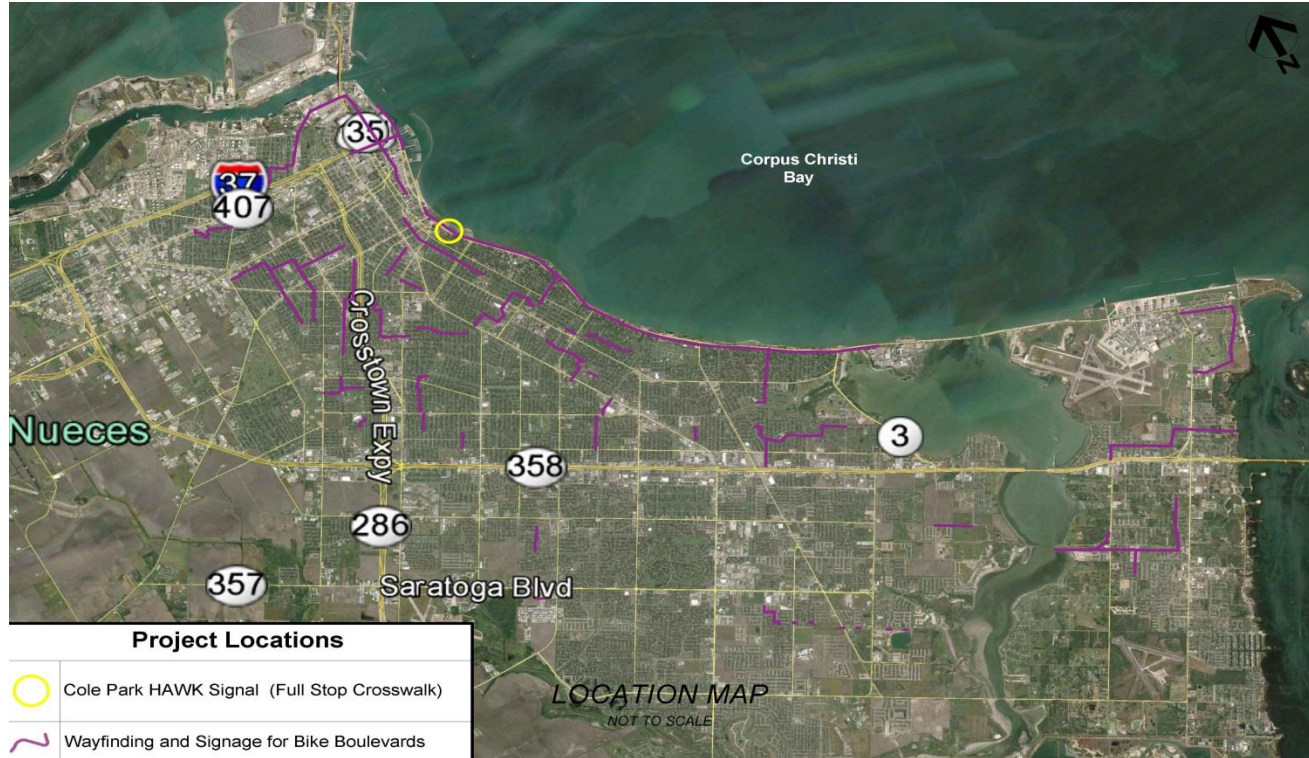 N
Corpus Christi
Bay
35
37
407
Crosstown Expy
Nueces
3
358
286
357
Saratoga Blvd
Project Locations
Cole Park HAWK Signal (Full Stop Crosswalk)
Wayfinding and Signage for Bike Boulevards
LOCATION MAP
NOT TO SCALE